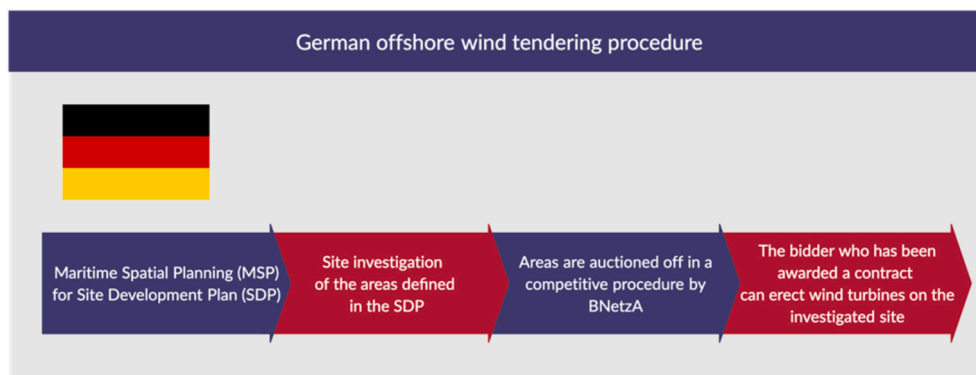 German offshore wind tendering procedure
Maritime Spatial Planning (MSP)
for Site Development Plan (SDP)
Site investigation
of the areas defined
in the SDP
Areas are auctioned off in a
competitive procedure by
BNetzA
The bidder who has been
awarded a contract
can erect wind turbines on the
investigated site